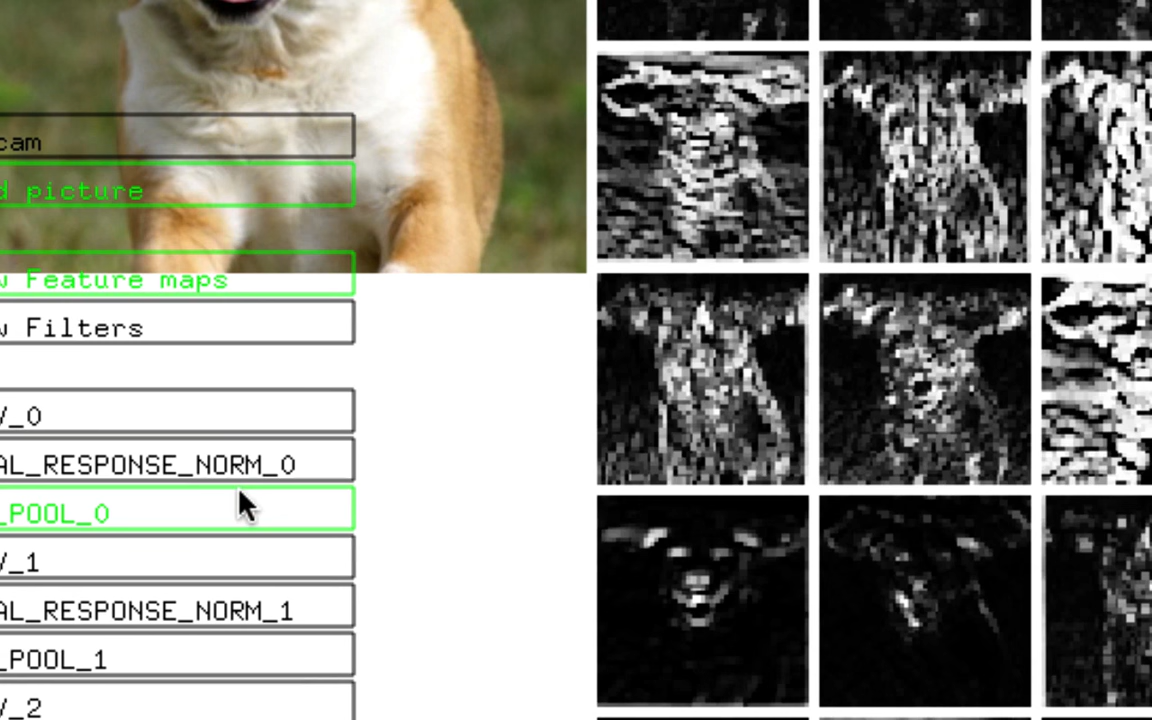 cam
d picture
w Feature maps
w Filters
V_0
AL_RESPONSE_NORM_0
_POOL_0
V_1
AL_RESPONSE_NORM_1
_POOL_1
V_2